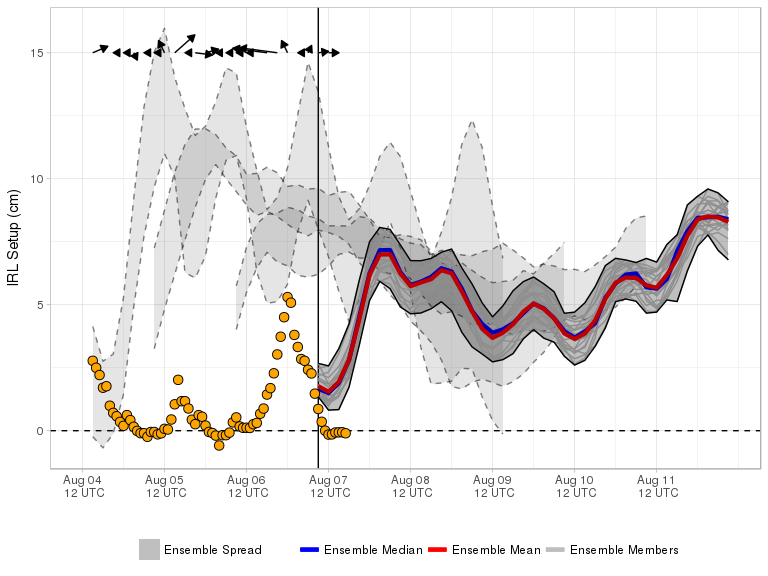 IRL Setup (cm)
15
10
5
0
Aug 04 Aug 05 Aug 06 Aug 07 Aug 08 Aug 09 Aug 10 Aug 11
12 UTC 12 UTC 12 UTC 12 UTC 12 UTC 12 UTC 12 UTC 12 UTC
Ensemble Spread Ensemble Median Ensemble Mean Ensemble Members